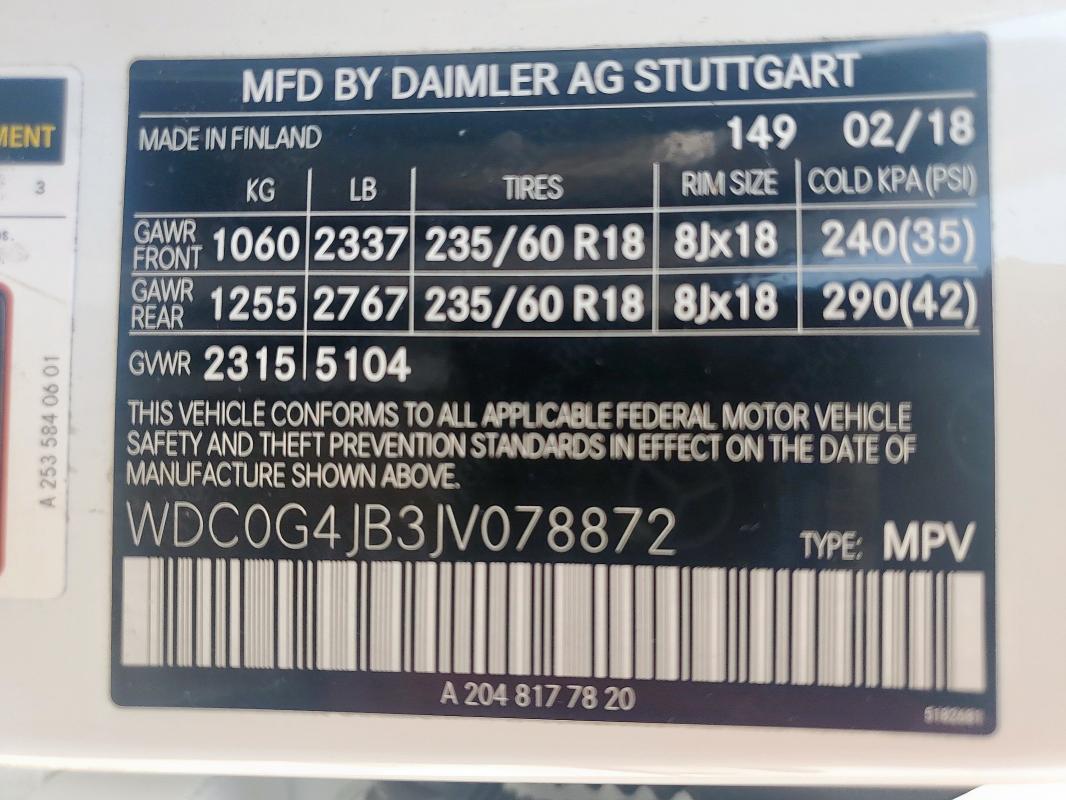 MFD BY DAIMLER AG STUTTGART
MADE IN FINLAND 149 02/18
KG LB TIRES RIM SIZE COLD KPA (PSI)
GAWR FRONT 1060 2337 235/60 R18 8Jx18 240(35)
GAWR REAR 1255 2767 235/60 R18 8Jx18 290(42)
GVWR 2315 5104
THIS VEHICLE CONFORMS TO ALL APPLICABLE FEDERAL MOTOR VEHICLE
SAFETY AND THEFT PREVENTION STANDARDS IN EFFECT ON THE DATE OF
MANUFACTURE SHOWN ABOVE.
WDC0G4JB3JV078872 TYPE: MPV
A 204 817 78 20
MENT
3
A 253 584 06 01